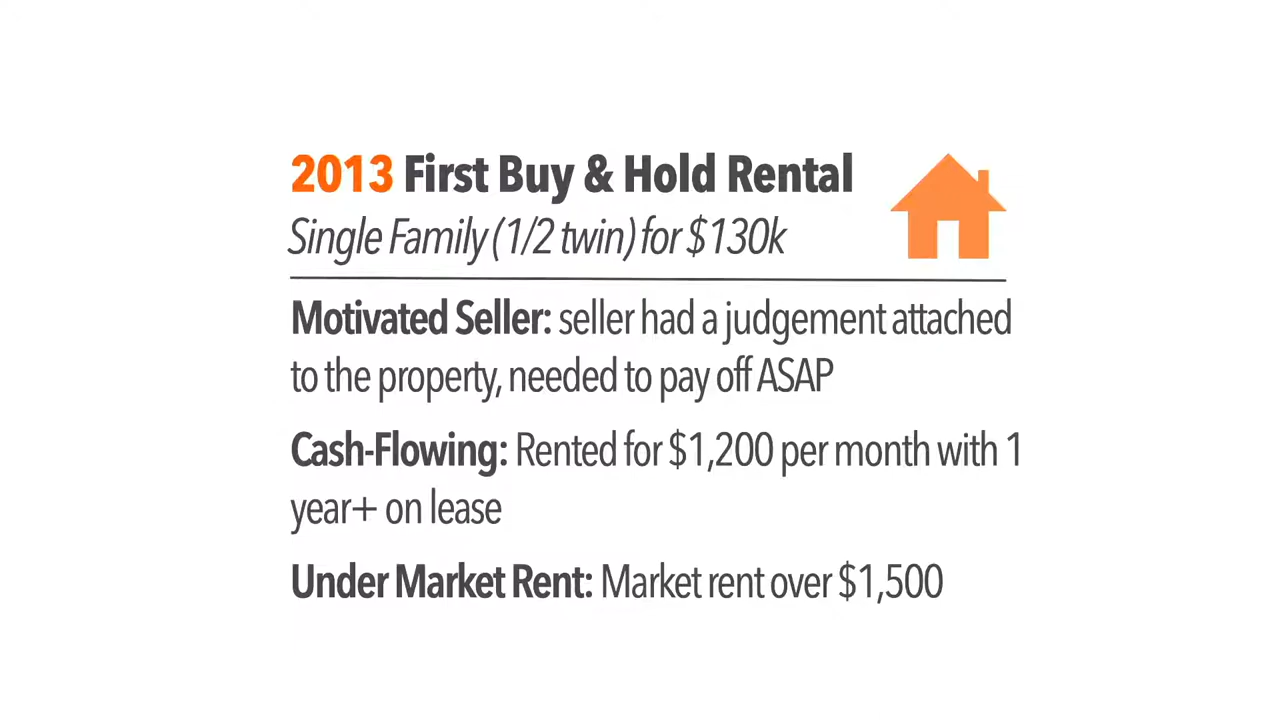 2013 First Buy & Hold Rental
Single Family (1/2 twin) for $130k
Motivated Seller: seller had a judgement attached
to the property, needed to pay off ASAP
Cash-Flowing: Rented for $1,200 per month with 1
year+ on lease
Under Market Rent: Market rent over $1,500